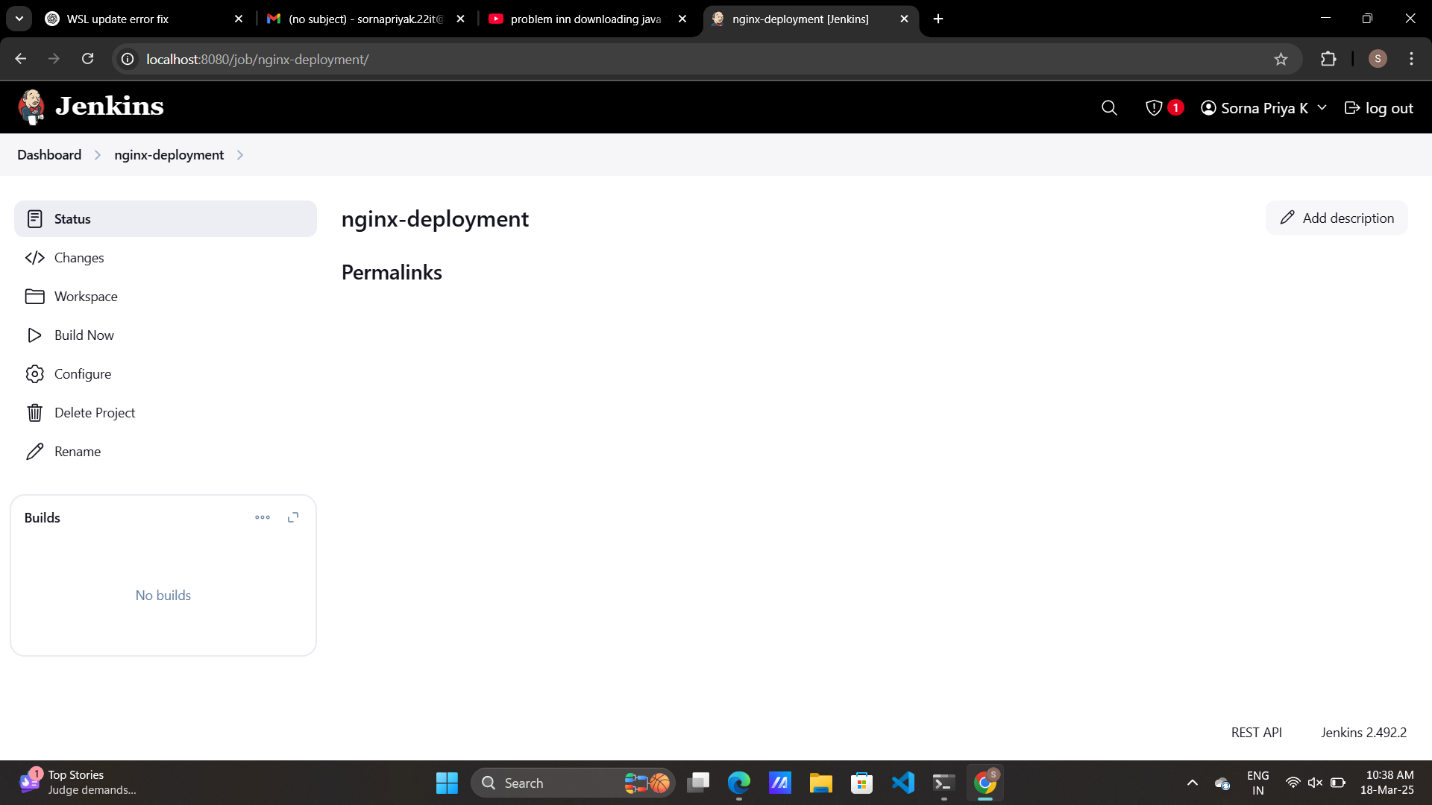 WSL update error fix
(no subject) - sornapriyak.22it@
problem inn downloading java
nginx-deployment [Jenkins]
localhost:8080/job/nginx-deployment/
S
Jenkins
1
Sorna Priya K
log out
Dashboard
nginx-deployment
Status
Changes
Workspace
Build Now
Configure
Delete Project
Rename
nginx-deployment
Add description
Permalinks
Builds
No builds
REST API
Jenkins 2.492.2
1
Top Stories
Judge demands...
Search
S
ENG
IN
10:38 AM
18-Mar-25